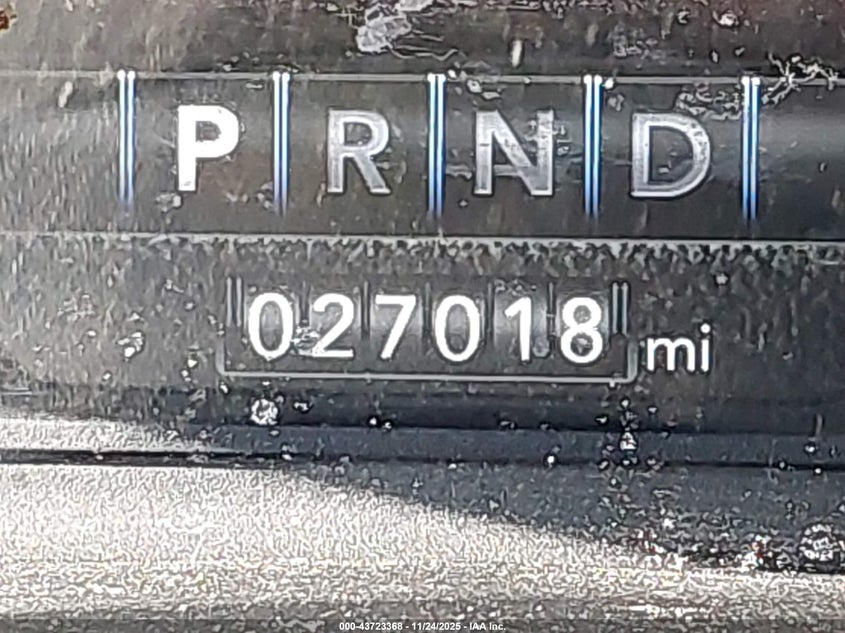 P R N D
027018 mi
000-43723368 - 11/24/2025 - IAA Inc.